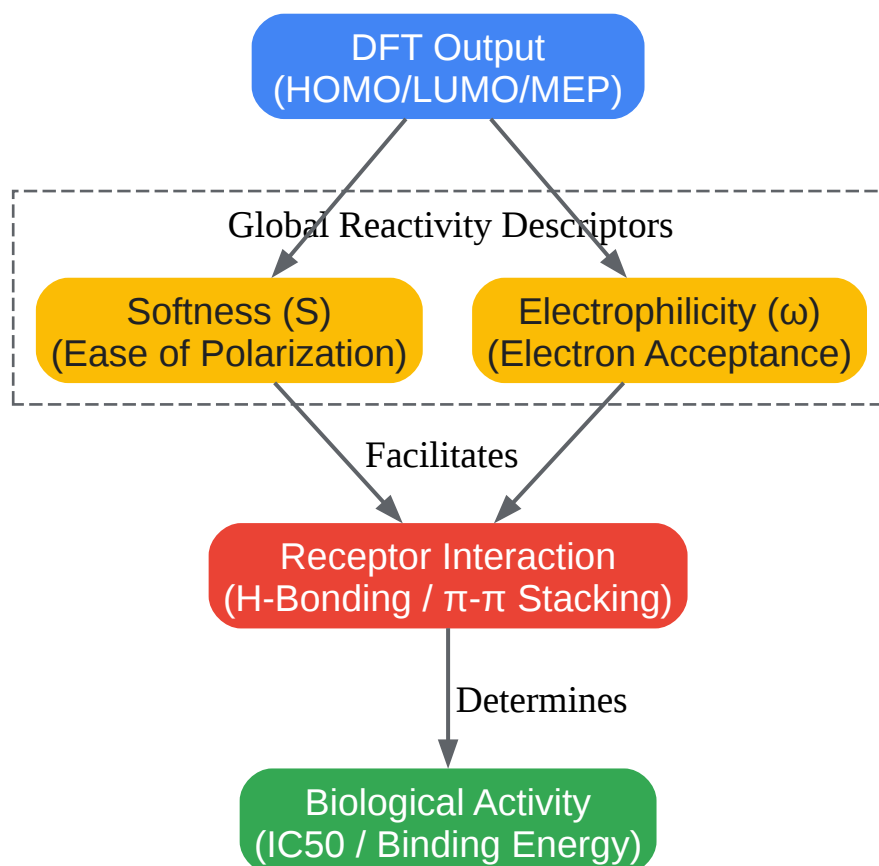 DFT Output
(HOMO/LUMO/MEP)
Global Reactivity Descriptors
Softness (S)
(Ease of Polarization)
Electrophilicity (ω)
(Electron Acceptance)
Facilitates
Receptor Interaction
(H-Bonding / π-π Stacking)
Determines
Biological Activity
(IC50 / Binding Energy)